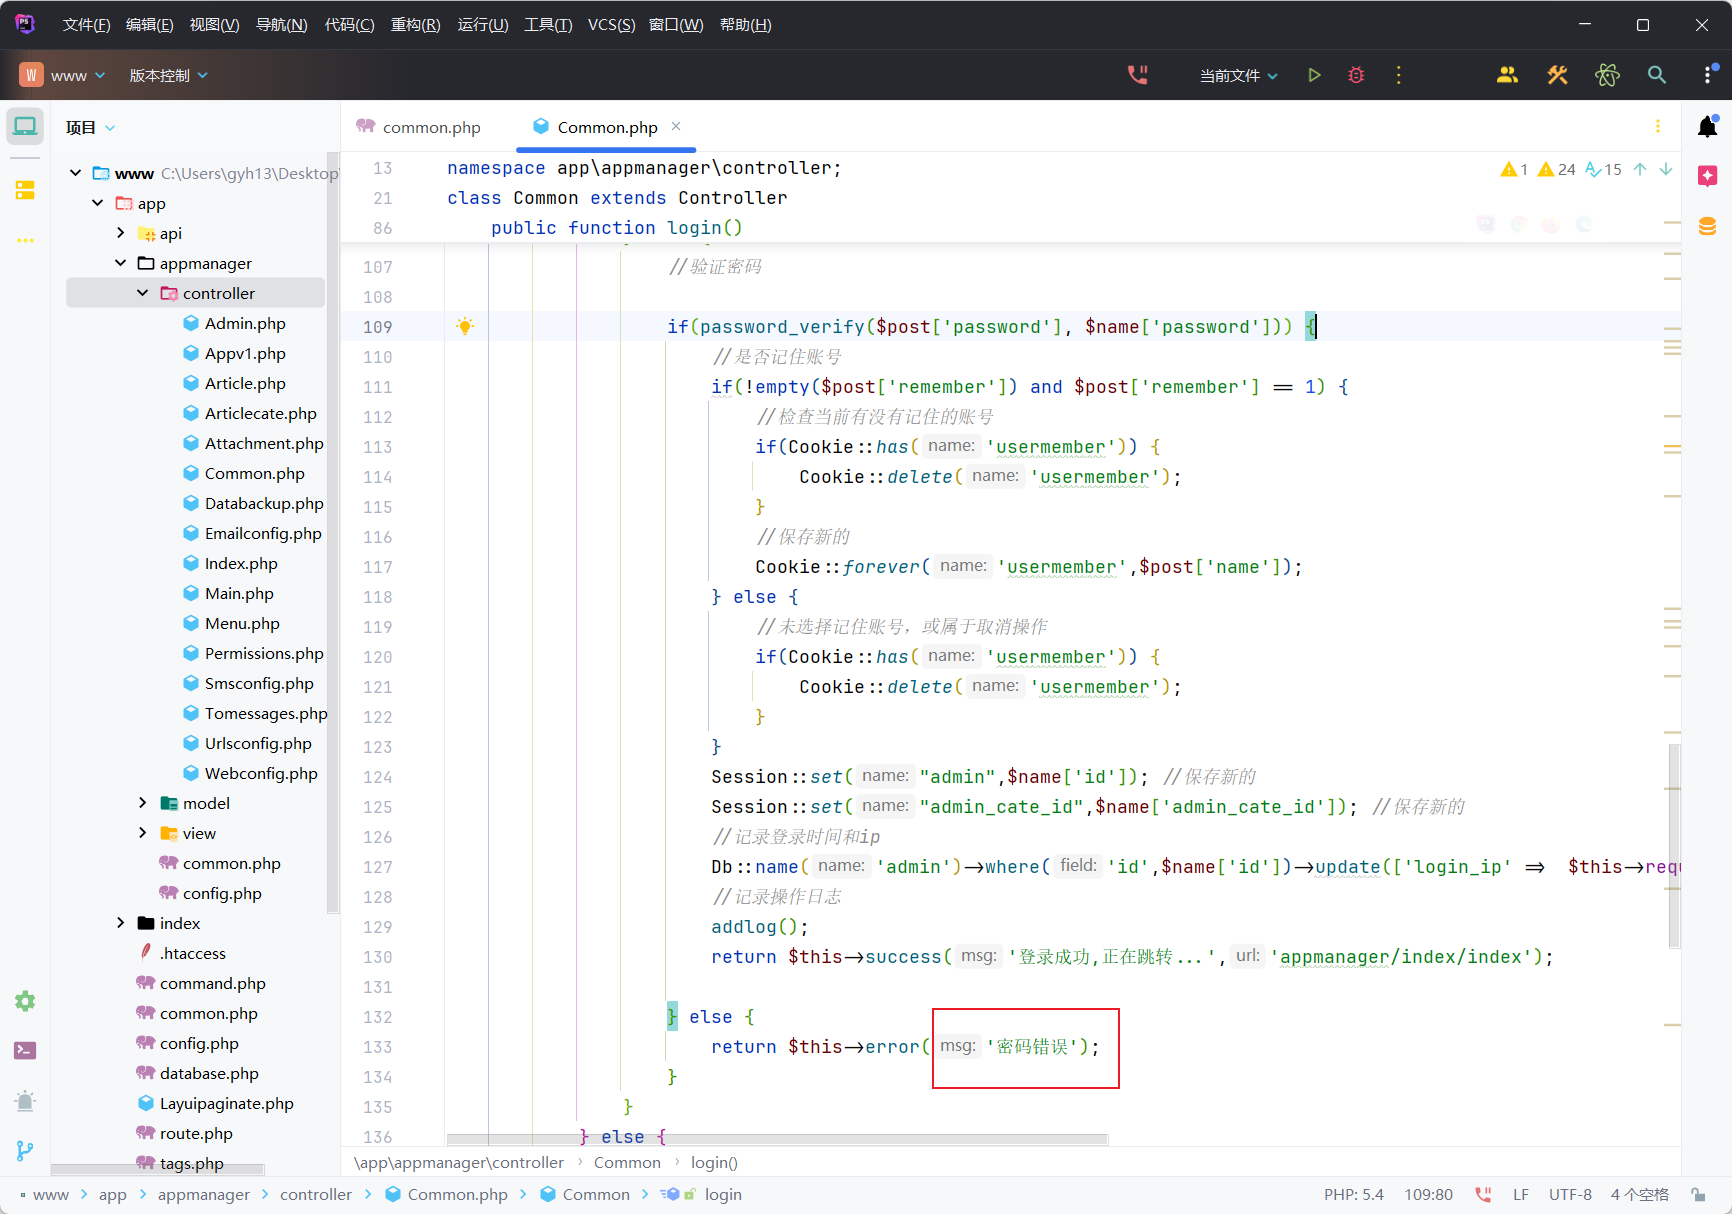 文件(F) 编辑(E) 视图(V) 导航(N) 代码(C) 重构(R) 运行(U) 工具(T) VCS(S) 窗口(W) 帮助(H)
W www 版本控制 当前文件
项目
www C:\Users\gyh13\Desktop
app
api
appmanager
controller
Admin.php
Appv1.php
Article.php
Articlecate.php
Attachment.php
Common.php
Databackup.php
Emailconfig.php
Index.php
Main.php
Menu.php
Permissions.php
Smsconfig.php
Tomessages.php
Urlsconfig.php
Webconfig.php
model
view
common.php
config.php
index
.htaccess
command.php
common.php
config.php
database.php
Layuipaginate.php
route.php
tags.php
common.php Common.php
1 24 15
13 namespace app\appmanager\controller;
21 class Common extends Controller
86 public function login()
107 //验证密码
108
109 if(password_verify($post['password'], $name['password'])) {
110 //是否记住账号
111 if(!empty($post['remember']) and $post['remember'] == 1) {
112 //检查当前有没有记住的账号
113 if(Cookie::has( name: 'usermember')) {
114 Cookie::delete( name: 'usermember');
115 }
116 //保存新的
117 Cookie::forever( name: 'usermember',$post['name']);
118 } else {
119 //未选择记住账号，或属于取消操作
120 if(Cookie::has( name: 'usermember')) {
121 Cookie::delete( name: 'usermember');
122 }
123 }
124 Session::set( name: "admin",$name['id']); //保存新的
125 Session::set( name: "admin_cate_id",$name['admin_cate_id']); //保存新的
126 //记录登录时间和ip
127 Db::name( name: 'admin')->where( field: 'id',$name['id'])->update(['login_ip' => $this->requ
128 //记录操作日志
129 addlog();
130 return $this->success( msg: '登录成功,正在跳转...', url: 'appmanager/index/index');
131
132 } else {
133 return $this->error( msg: '密码错误');
134 }
135 }
136 } else {
\app\appmanager\controller › Common › login()
www › app › appmanager › controller › Common.php › Common › login PHP: 5.4 109:80 LF UTF-8 4 个空格